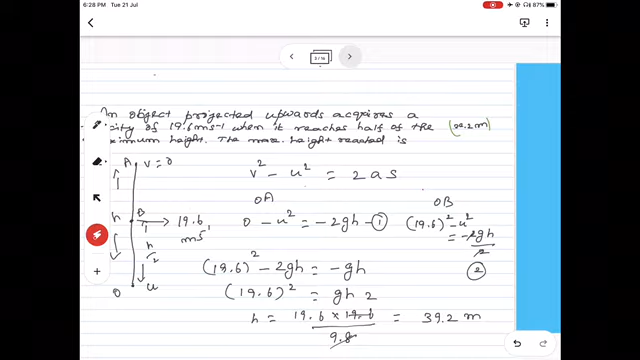 6:28 PM Tue 21 Jul 87%
3/16
An object projected upwards acquires a
city of 19.6 ms-1 when it reaches half of the (39.2 m)
ximum height. The max. height reached is
A V = 0
v² - u² = 2as
OA OB
h B 19.6 ms-1 0 - u² = -2gh - ① (19.6)² - u²
= -2gh/2
h/2 (19.6)² - 2gh = -gh ②
O u (19.6)² = gh 2
h = 19.6 × 19.6 / 9.8 = 39.2 m